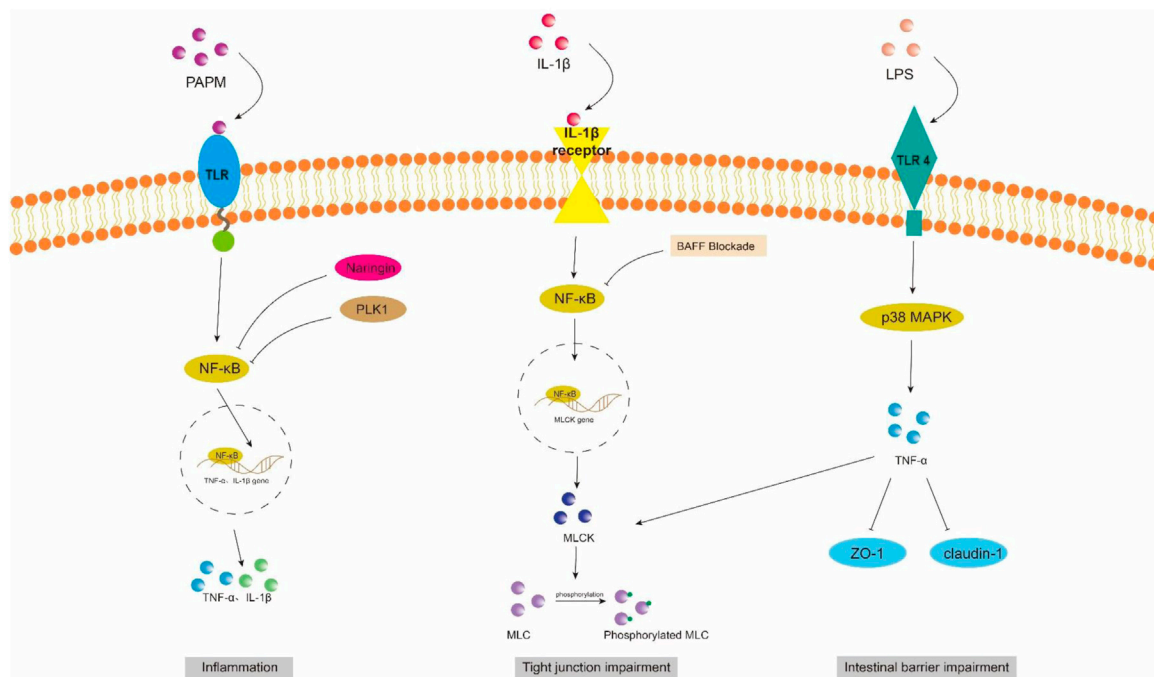 PAPM
IL-1β
LPS
IL-1β
receptor
TLR
TLR 4
BAFF Blockade
Naringin
PLK1
NF-κB
NF-κB
p38 MAPK
NF-κB
MLCK gene
NF-κB
TNF-α、IL-1β gene
TNF-α
MLCK
ZO-1
claudin-1
TNF-α、IL-1β
phosphorylation
MLC
Phosphorylated MLC
Inflammation
Tight junction impairment
Intestinal barrier impairment